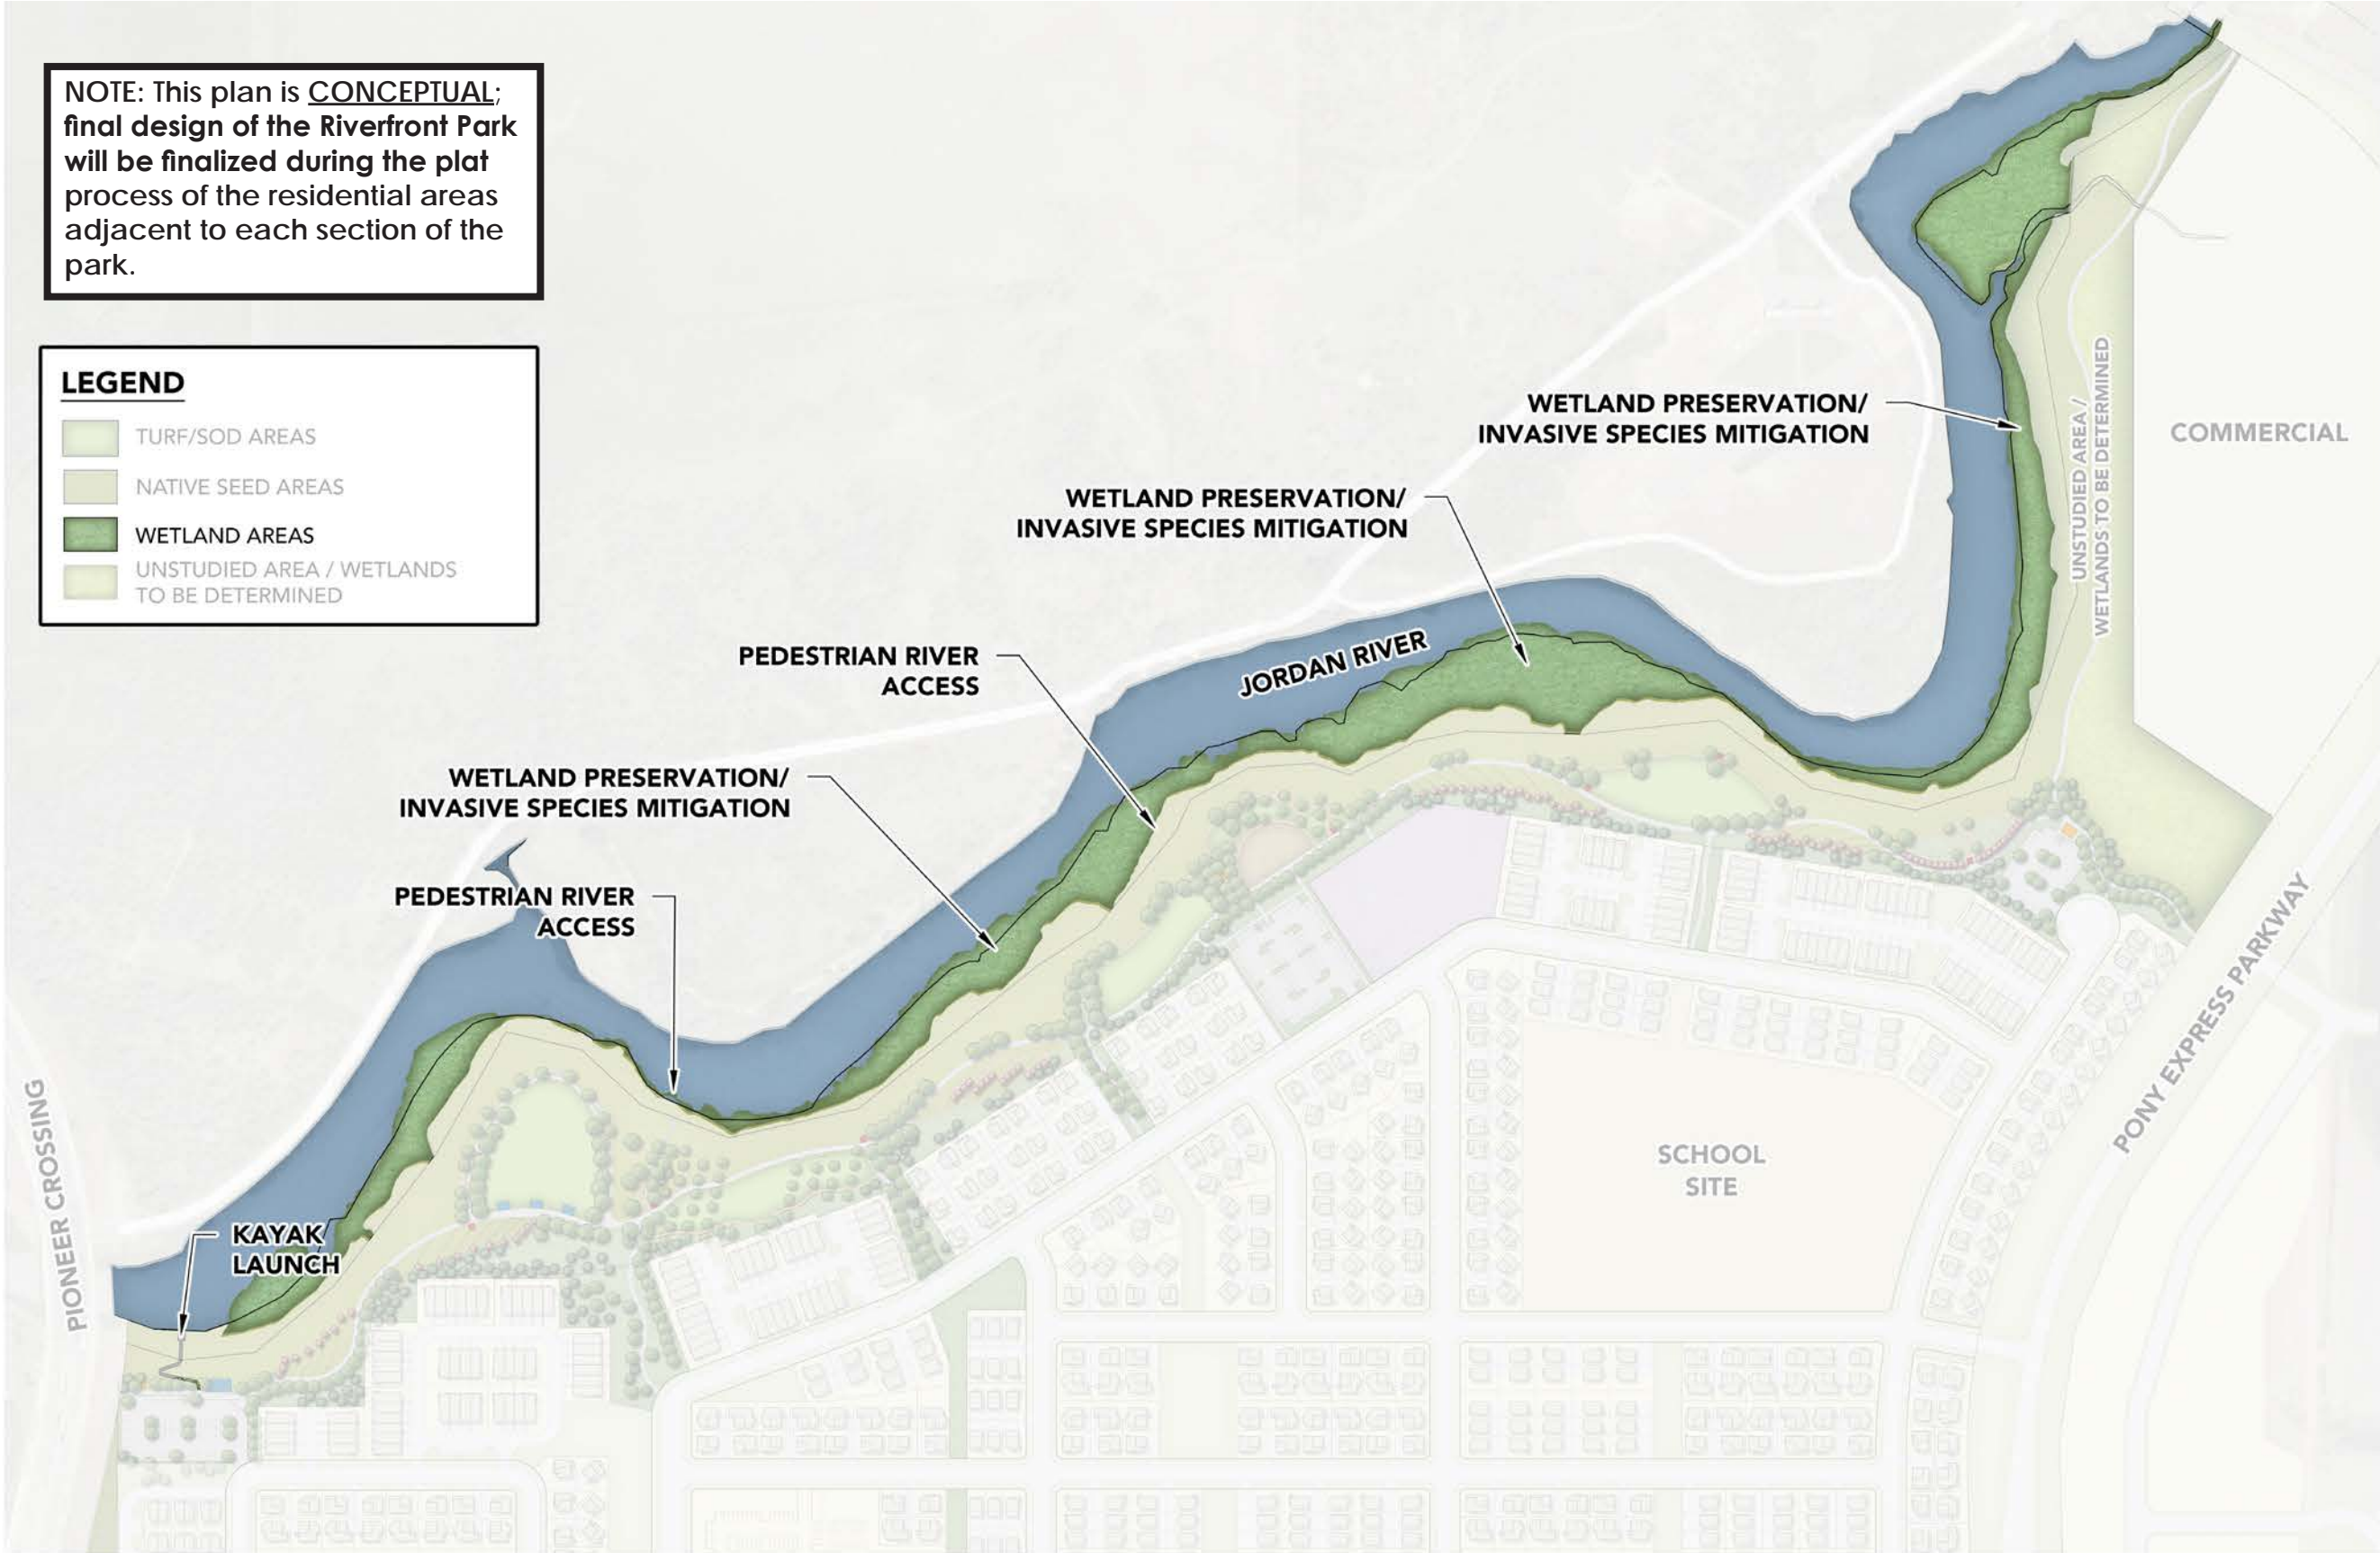 NOTE: This plan is CONCEPTUAL;
final design of the Riverfront Park
will be finalized during the plat
process of the residential areas
adjacent to each section of the
park.
LEGEND
TURF/SOD AREAS
NATIVE SEED AREAS
WETLAND AREAS
UNSTUDIED AREA / WETLANDS
TO BE DETERMINED
WETLAND PRESERVATION/
INVASIVE SPECIES MITIGATION
COMMERCIAL
UNSTUDIED AREA /
WETLANDS TO BE DETERMINED
WETLAND PRESERVATION/
INVASIVE SPECIES MITIGATION
JORDAN RIVER
PEDESTRIAN RIVER
ACCESS
WETLAND PRESERVATION/
INVASIVE SPECIES MITIGATION
PEDESTRIAN RIVER
ACCESS
PONY EXPRESS PARKWAY
SCHOOL
SITE
PIONEER CROSSING
KAYAK
LAUNCH